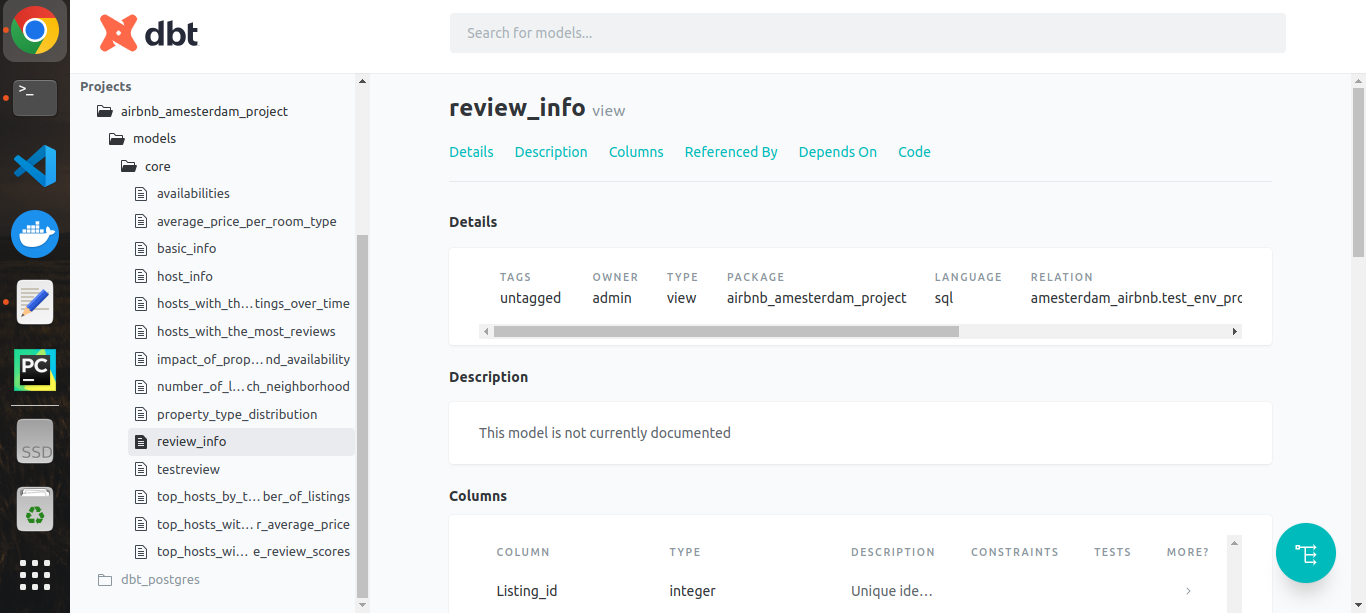 dbt
Search for models...
Projects
airbnb_amesterdam_project
models
core
availabilities
average_price_per_room_type
basic_info
host_info
hosts_with_th…tings_over_time
hosts_with_the_most_reviews
impact_of_prop…nd_availability
number_of_l…ch_neighborhood
property_type_distribution
review_info
testreview
top_hosts_by_t…ber_of_listings
top_hosts_wit…r_average_price
top_hosts_wi…e_review_scores
dbt_postgres
review_info view
Details Description Columns Referenced By Depends On Code
Details
TAGS OWNER TYPE PACKAGE LANGUAGE RELATION
untagged admin view airbnb_amesterdam_project sql amesterdam_airbnb.test_env_pro
Description
This model is not currently documented
Columns
COLUMN TYPE DESCRIPTION CONSTRAINTS TESTS MORE?
Listing_id integer Unique ide…
>_
PC
SSD